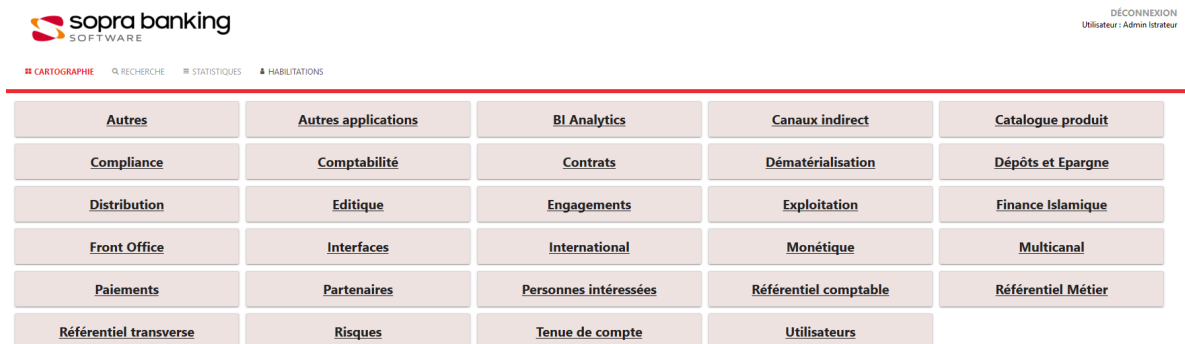 sopra banking
SOFTWARE
DÉCONNEXION
Utilisateur : Admin Istrateur
CARTOGRAPHIE RECHERCHE STATISTIQUES HABILITATIONS
Autres Autres applications BI Analytics Canaux indirect Catalogue produit
Compliance Comptabilité Contrats Dématérialisation Dépôts et Epargne
Distribution Editique Engagements Exploitation Finance Islamique
Front Office Interfaces International Monétique Multicanal
Paiements Partenaires Personnes intéressées Référentiel comptable Référentiel Métier
Référentiel transverse Risques Tenue de compte Utilisateurs